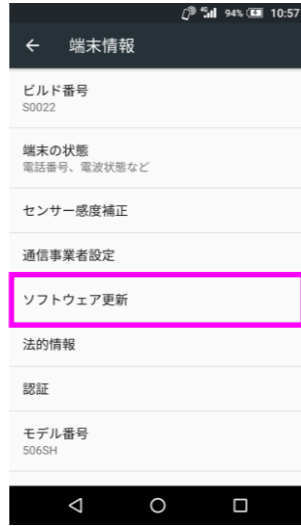 94% 10:57
← 端末情報
ビルド番号
S0022
端末の状態
電話番号、電波状態など
センサー感度補正
通信事業者設定
ソフトウェア更新
法的情報
認証
モデル番号
506SH